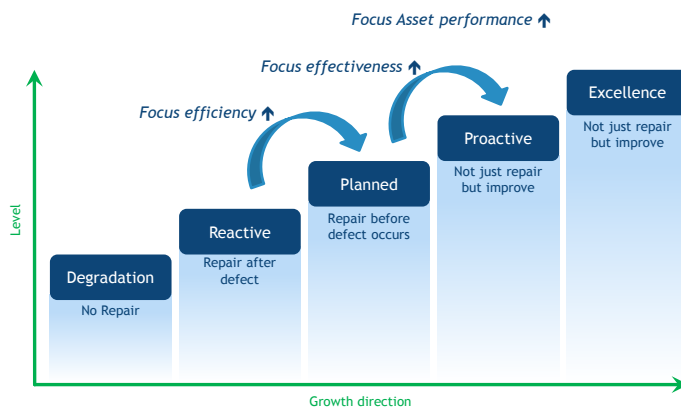 Focus Asset performance
Focus effectiveness
Focus efficiency
Excellence
Not just repair
but improve
Proactive
Not just repair
but improve
Planned
Repair before
defect occurs
Reactive
Repair after
defect
Degradation
No Repair
Level
Growth direction